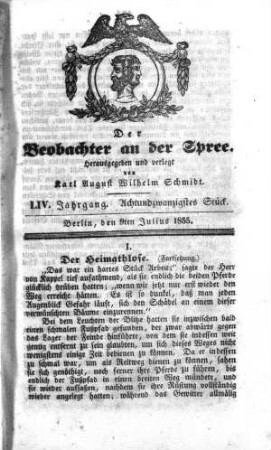 Der
Beobachter an der Spree.
Herausgegeben und verlegt
von
Karl August Wilhelm Schmidt.
LIV. Jahrgang. Achtundzwanzigstes Stück.
Berlin, den 9ten Julius 1855.
I.
Der Heimathlose. (Fortsetzung.)
„Das war ein hartes Stück Arbeit;“ sagte der Herr
von Kuppel tief aufathmend, als sie endlich die beiden Pferde
glücklich drüben hatten; „wenn wir jetzt nur erst wieder den
Weg erreicht hätten. Es ist so dunkel, daß man jeden
Augenblick Gefahr läuft, sich den Schädel an einem dieser
verwünschten Bäume einzurennen.“
Bei dem Leuchten der Blitze hatten sie inzwischen bald
einen schmalen Fußpfad gefunden, der zwar abwärts gegen
das Lager der Feinde hinführte, von dem sie indessen weit
genug entfernt zu sein glaubten, um sich dieses Weges nicht
wenigstens einige Zeit bedienen zu können. Da er indessen
zu schmal war, um als Reitweg dienen zu können, sahen
sie sich genöthigt, noch ferner ihre Pferde zu führen, bis
endlich der Fußpfad in einen breiten Weg mündete, und
sie wieder aufsaßen, nachdem sie ihre Rüstung vollständig
wieder angelegt hatten; während das Gewitter allmälig